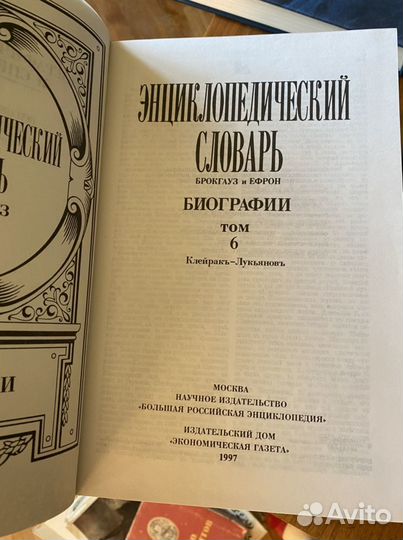 ЭНЦИКЛОПЕДИЧЕСКИЙ
СЛОВАРЬ
БРОКГАУЗ и ЕФРОН
БИОГРАФИИ
ТОМ
6
Клейракъ–Лукьяновъ
МОСКВА
НАУЧНОЕ ИЗДАТЕЛЬСТВО
«БОЛЬШАЯ РОССИЙСКАЯ ЭНЦИКЛОПЕДИЯ»
ИЗДАТЕЛЬСКИЙ ДОМ
«ЭКОНОМИЧЕСКАЯ ГАЗЕТА»
1997
Avito